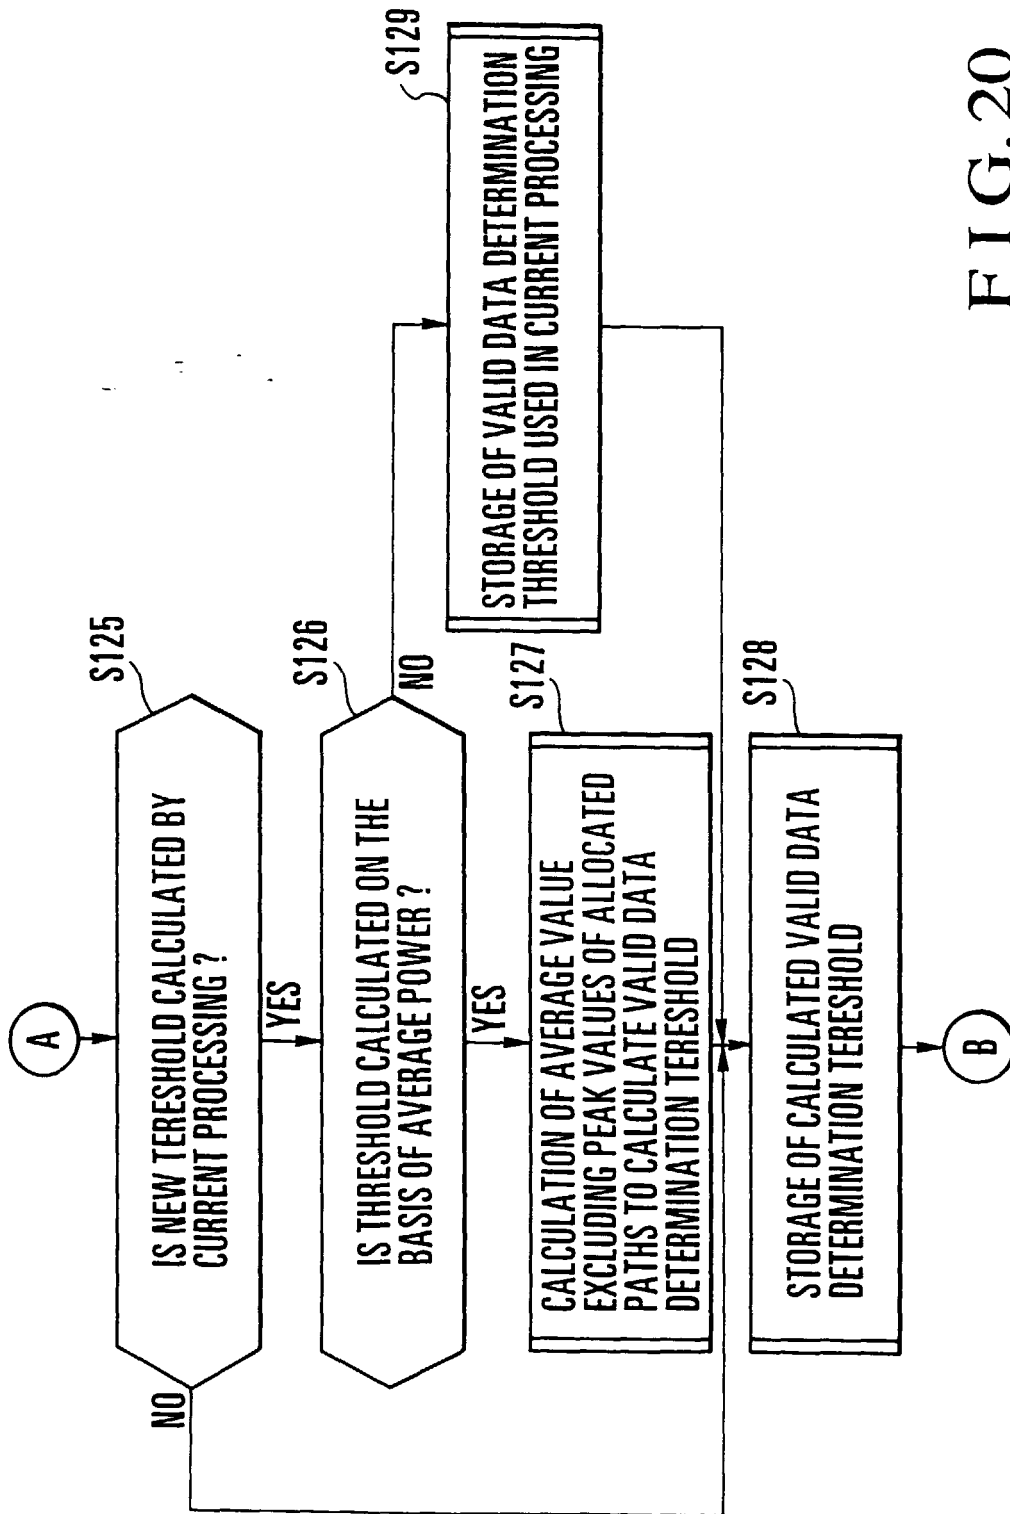 A
S125
IS NEW TERESHOLD CALCULATED BY
CURRENT PROCESSING ?
NO
YES
S126
IS THRESHOLD CALCULATED ON THE
BASIS OF AVERAGE POWER ?
NO
YES
S127
CALCULATION OF AVERAGE VALUE
EXCLUDING PEAK VALUES OF ALLOCATED
PATHS TO CALCULATE VALID DATA
DETERMINATION TERESHOLD
S129
STORAGE OF VALID DATA DETERMINATION
THRESHOLD USED IN CURRENT PROCESSING
S128
STORAGE OF CALCULATED VALID DATA
DETERMINATION TERESHOLD
B
FIG. 20